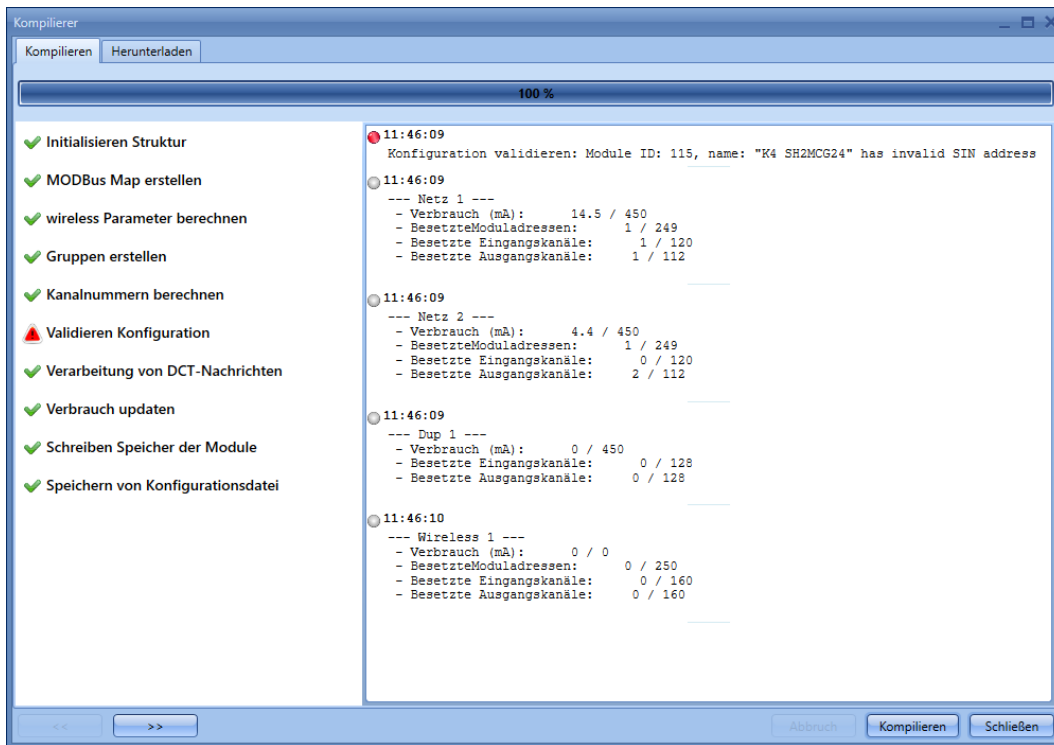 Kompilierer
Kompilieren
Herunterladen
100 %
Initialisieren Struktur
MODBus Map erstellen
wireless Parameter berechnen
Gruppen erstellen
Kanalnummern berechnen
Validieren Konfiguration
Verarbeitung von DCT-Nachrichten
Verbrauch updaten
Schreiben Speicher der Module
Speichern von Konfigurationsdatei
11:46:09
Konfiguration validieren: Module ID: 115, name: "K4 SH2MCG24" has invalid SIN address
11:46:09
--- Netz 1 ---
- Verbrauch (mA): 14.5 / 450
- BesetzteModuladressen: 1 / 249
- Besetzte Eingangskanäle: 1 / 120
- Besetzte Ausgangskanäle: 1 / 112
11:46:09
--- Netz 2 ---
- Verbrauch (mA): 4.4 / 450
- BesetzteModuladressen: 1 / 249
- Besetzte Eingangskanäle: 0 / 120
- Besetzte Ausgangskanäle: 2 / 112
11:46:09
--- Dup 1 ---
- Verbrauch (mA): 0 / 450
- Besetzte Eingangskanäle: 0 / 128
- Besetzte Ausgangskanäle: 0 / 128
11:46:10
--- Wireless 1 ---
- Verbrauch (mA): 0 / 0
- BesetzteModuladressen: 0 / 250
- Besetzte Eingangskanäle: 0 / 160
- Besetzte Ausgangskanäle: 0 / 160
<<
>>
Abbruch
Kompilieren
Schließen